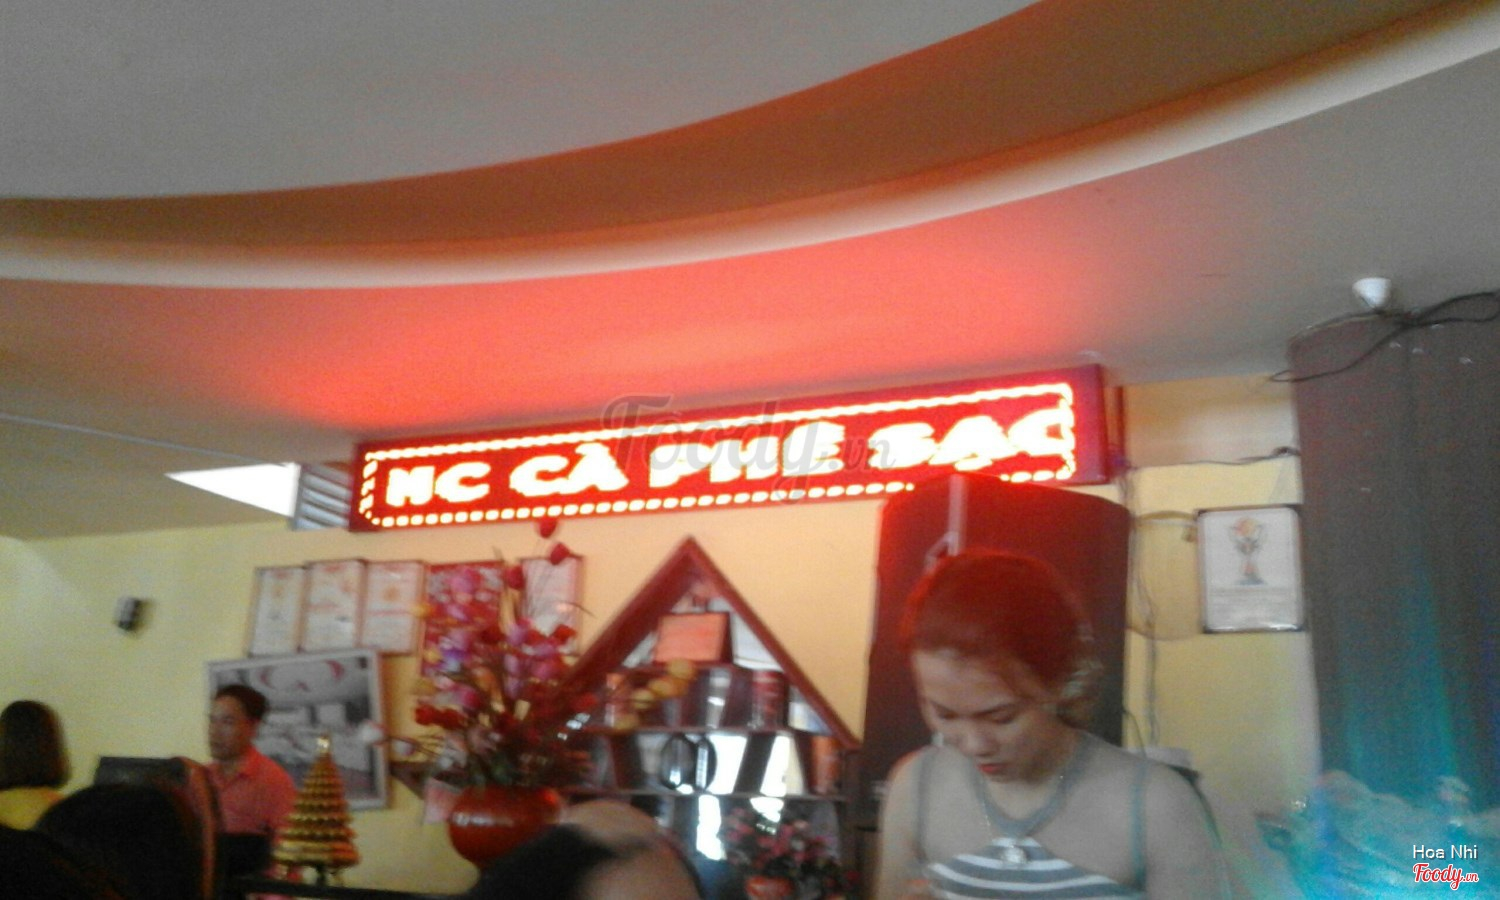 HC CÀ PHÊ SẠC
Foody.vn
Hoa Nhi
Foody.vn